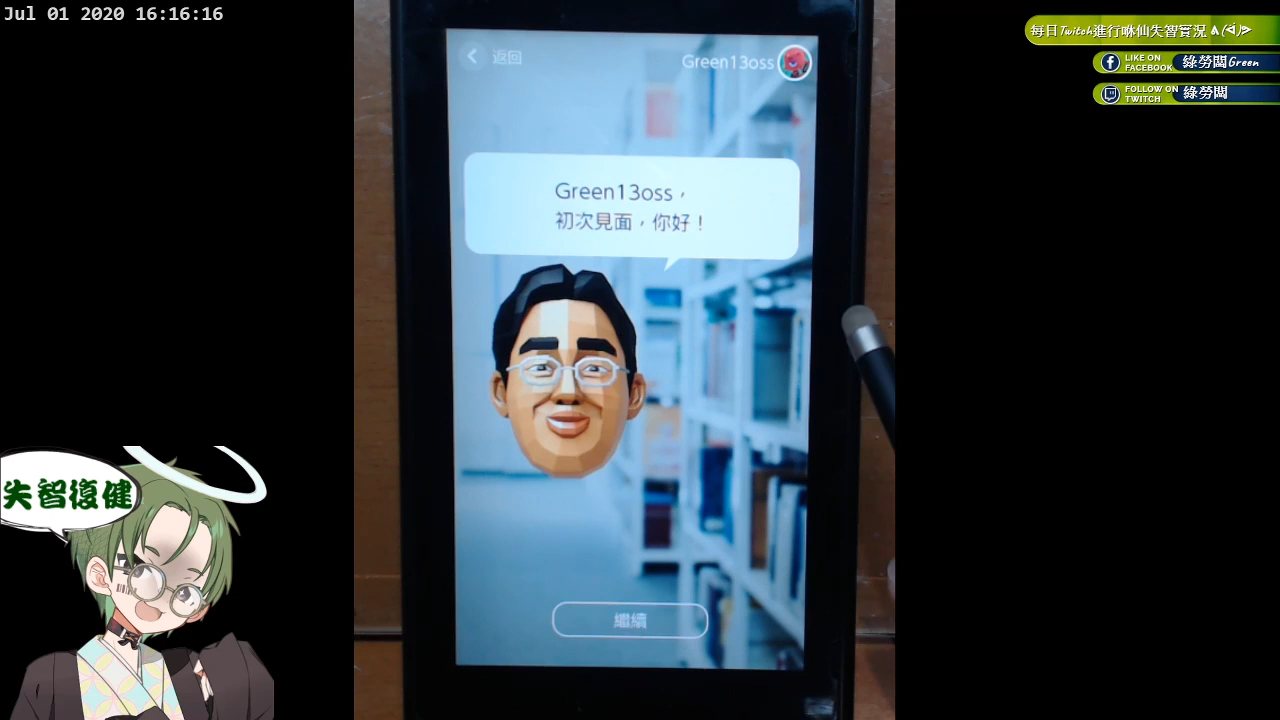 Jul 01 2020 16:16:16
每日Twitch進行咻仙失智實況
LIKE ON
FACEBOOK
綠勞闆Green
FOLLOW ON
TWITCH
綠勞闆
返回
Green13oss
Green13oss，
初次見面，你好！
繼續
失智復健